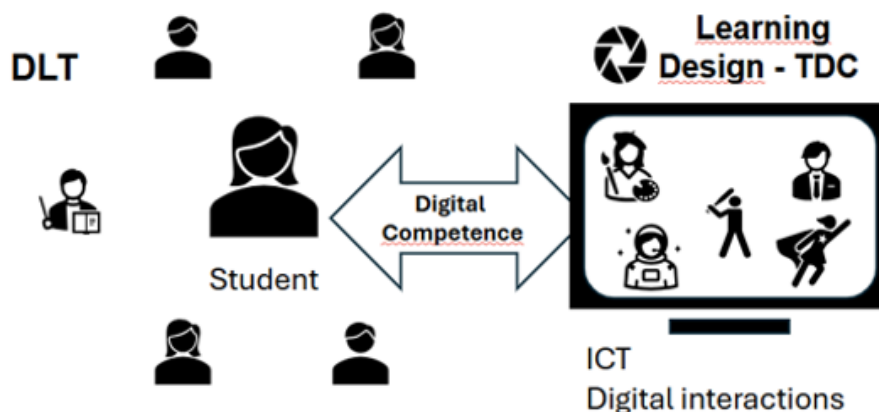 DLT
Learning
Design - TDC
Digital
Competence
Student
ICT
Digital interactions